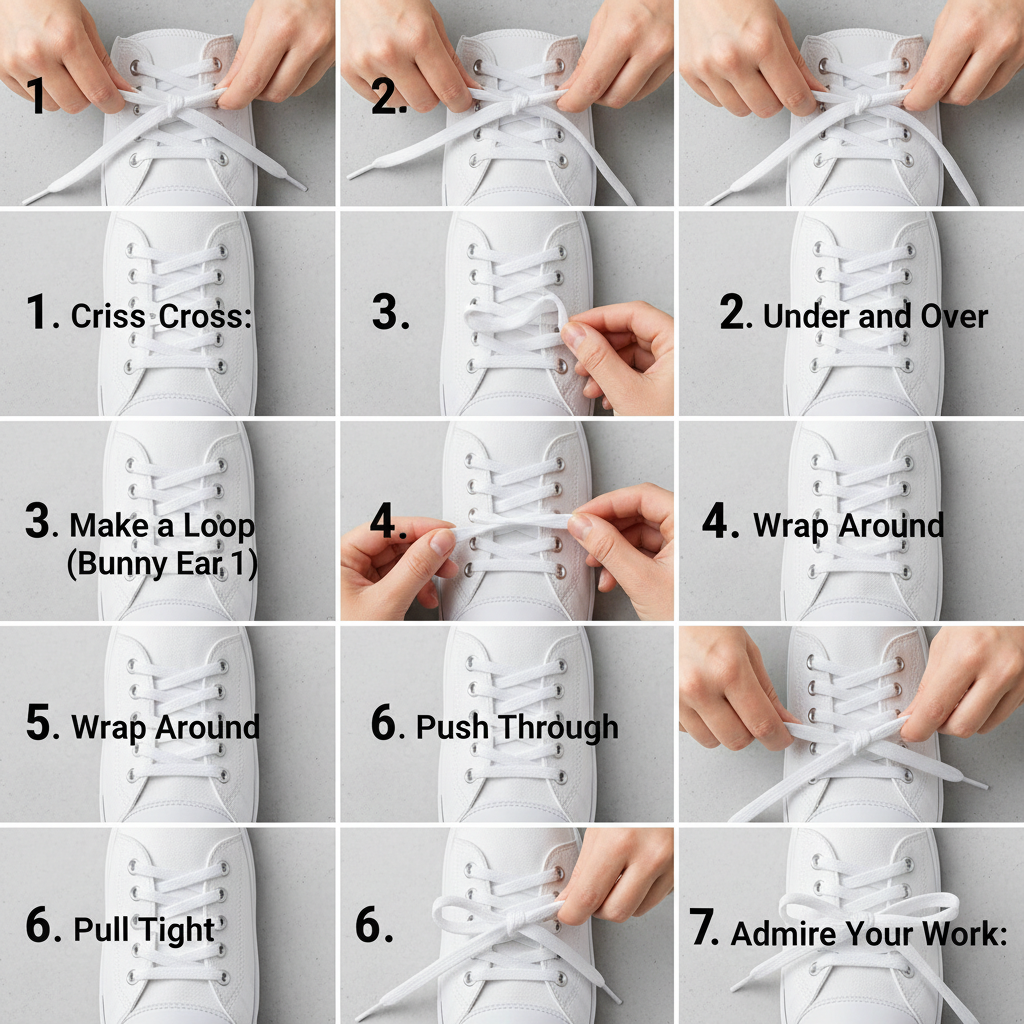 1
2.
1. Criss Cross:
3.
2. Under and Over
3. Make a Loop
(Bunny Ear 1)
4.
4. Wrap Around
5. Wrap Around
6. Push Through
6. Pull Tight
6.
7. Admire Your Work: